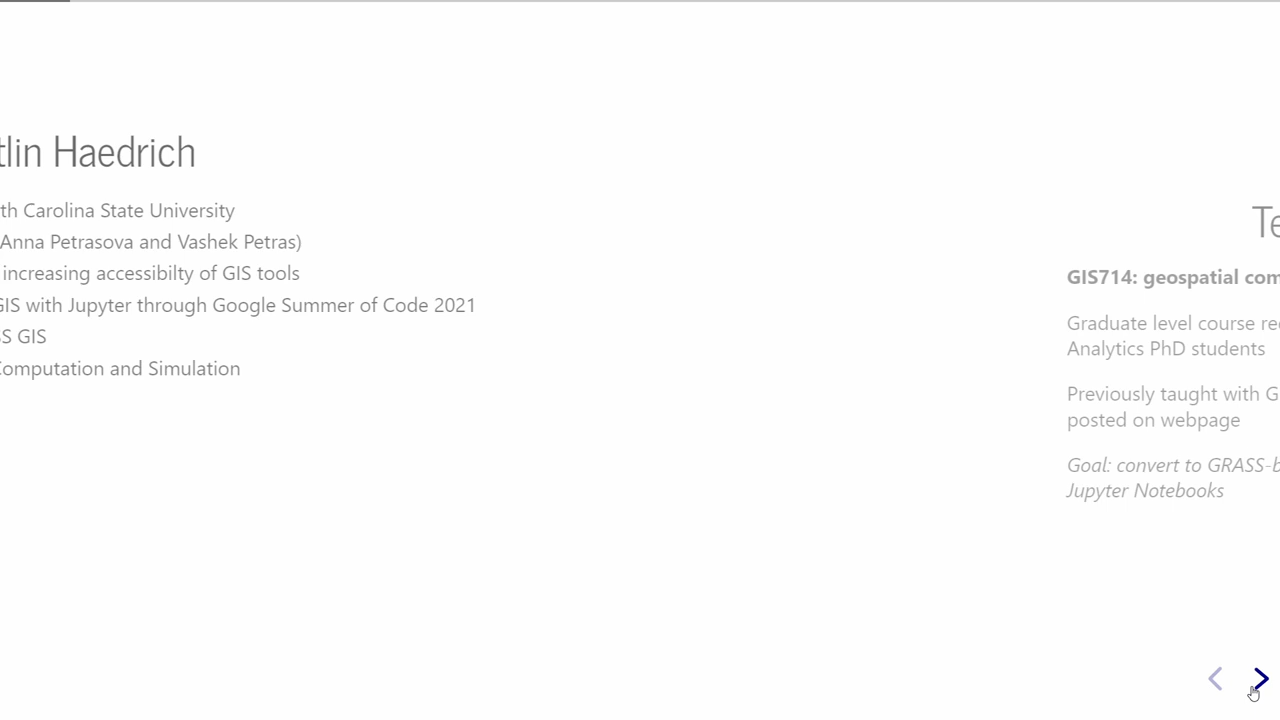 tlin Haedrich
th Carolina State University
Anna Petrasova and Vashek Petras)
increasing accessibilty of GIS tools
GIS with Jupyter through Google Summer of Code 2021
SS GIS
Computation and Simulation
Te
GIS714: geospatial com
Graduate level course re
Analytics PhD students
Previously taught with G
posted on webpage
Goal: convert to GRASS-b
Jupyter Notebooks